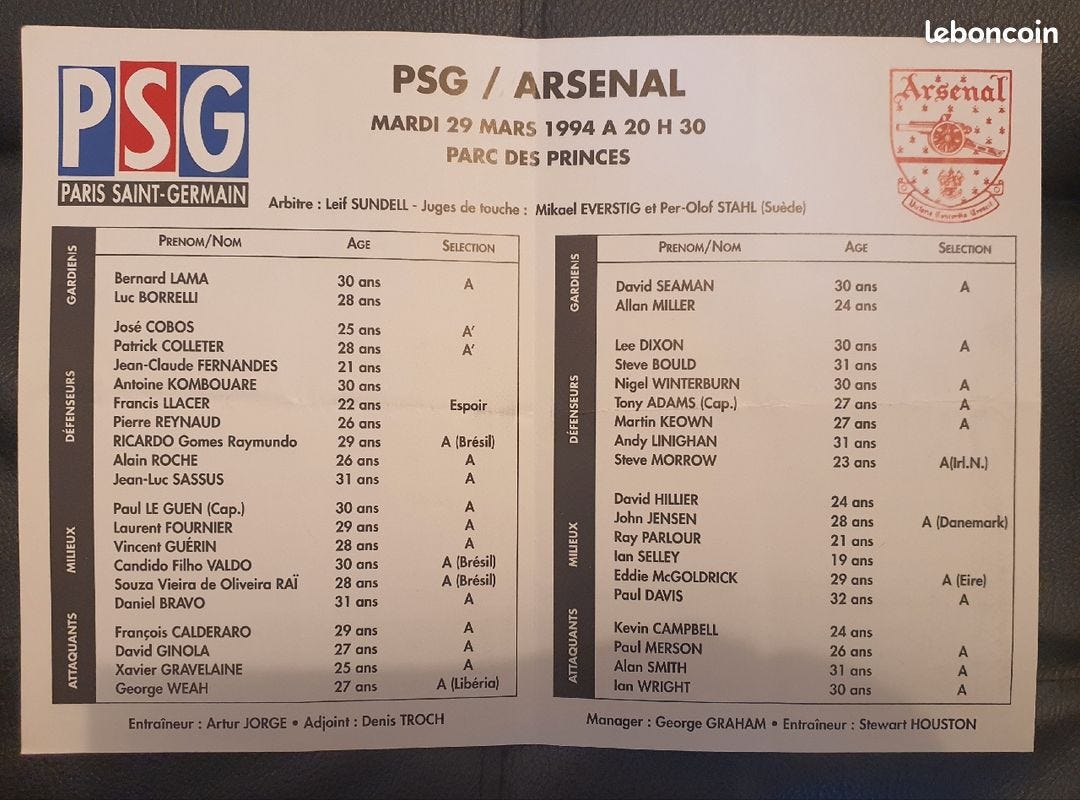 leboncoin
PSG
PARIS SAINT-GERMAIN
PSG / ARSENAL
MARDI 29 MARS 1994 A 20 H 30
PARC DES PRINCES
Arsenal
Victoria Concordia Crescit
Arbitre : Leif SUNDELL - Juges de touche : Mikael EVERSTIG et Per-Olof STAHL (Suède)
PRENOM/NOM AGE SELECTION
GARDIENS
Bernard LAMA 30 ans A
Luc BORRELLI 28 ans
DÉFENSEURS
José COBOS 25 ans A'
Patrick COLLETER 28 ans A'
Jean-Claude FERNANDES 21 ans
Antoine KOMBOUARE 30 ans
Francis LLACER 22 ans Espoir
Pierre REYNAUD 26 ans
RICARDO Gomes Raymundo 29 ans A (Brésil)
Alain ROCHE 26 ans A
Jean-Luc SASSUS 31 ans A
MILIEUX
Paul LE GUEN (Cap.) 30 ans A
Laurent FOURNIER 29 ans A
Vincent GUÉRIN 28 ans A
Candido Filho VALDO 30 ans A (Brésil)
Souza Vieira de Oliveira RAÏ 28 ans A (Brésil)
Daniel BRAVO 31 ans A
ATTAQUANTS
François CALDERARO 29 ans A
David GINOLA 27 ans A
Xavier GRAVELAINE 25 ans A
George WEAH 27 ans A (Libéria)
Entraîneur : Artur JORGE • Adjoint : Denis TROCH
PRENOM/NOM AGE SELECTION
GARDIENS
David SEAMAN 30 ans A
Allan MILLER 24 ans
DÉFENSEURS
Lee DIXON 30 ans A
Steve BOULD 31 ans
Nigel WINTERBURN 30 ans A
Tony ADAMS (Cap.) 27 ans A
Martin KEOWN 27 ans A
Andy LINIGHAN 31 ans
Steve MORROW 23 ans A(Irl.N.)
MILIEUX
David HILLIER 24 ans
John JENSEN 28 ans A (Danemark)
Ray PARLOUR 21 ans
Ian SELLEY 19 ans
Eddie McGOLDRICK 29 ans A (Eire)
Paul DAVIS 32 ans A
ATTAQUANTS
Kevin CAMPBELL 24 ans
Paul MERSON 26 ans A
Alan SMITH 31 ans A
Ian WRIGHT 30 ans A
Manager : George GRAHAM • Entraîneur : Stewart HOUSTON